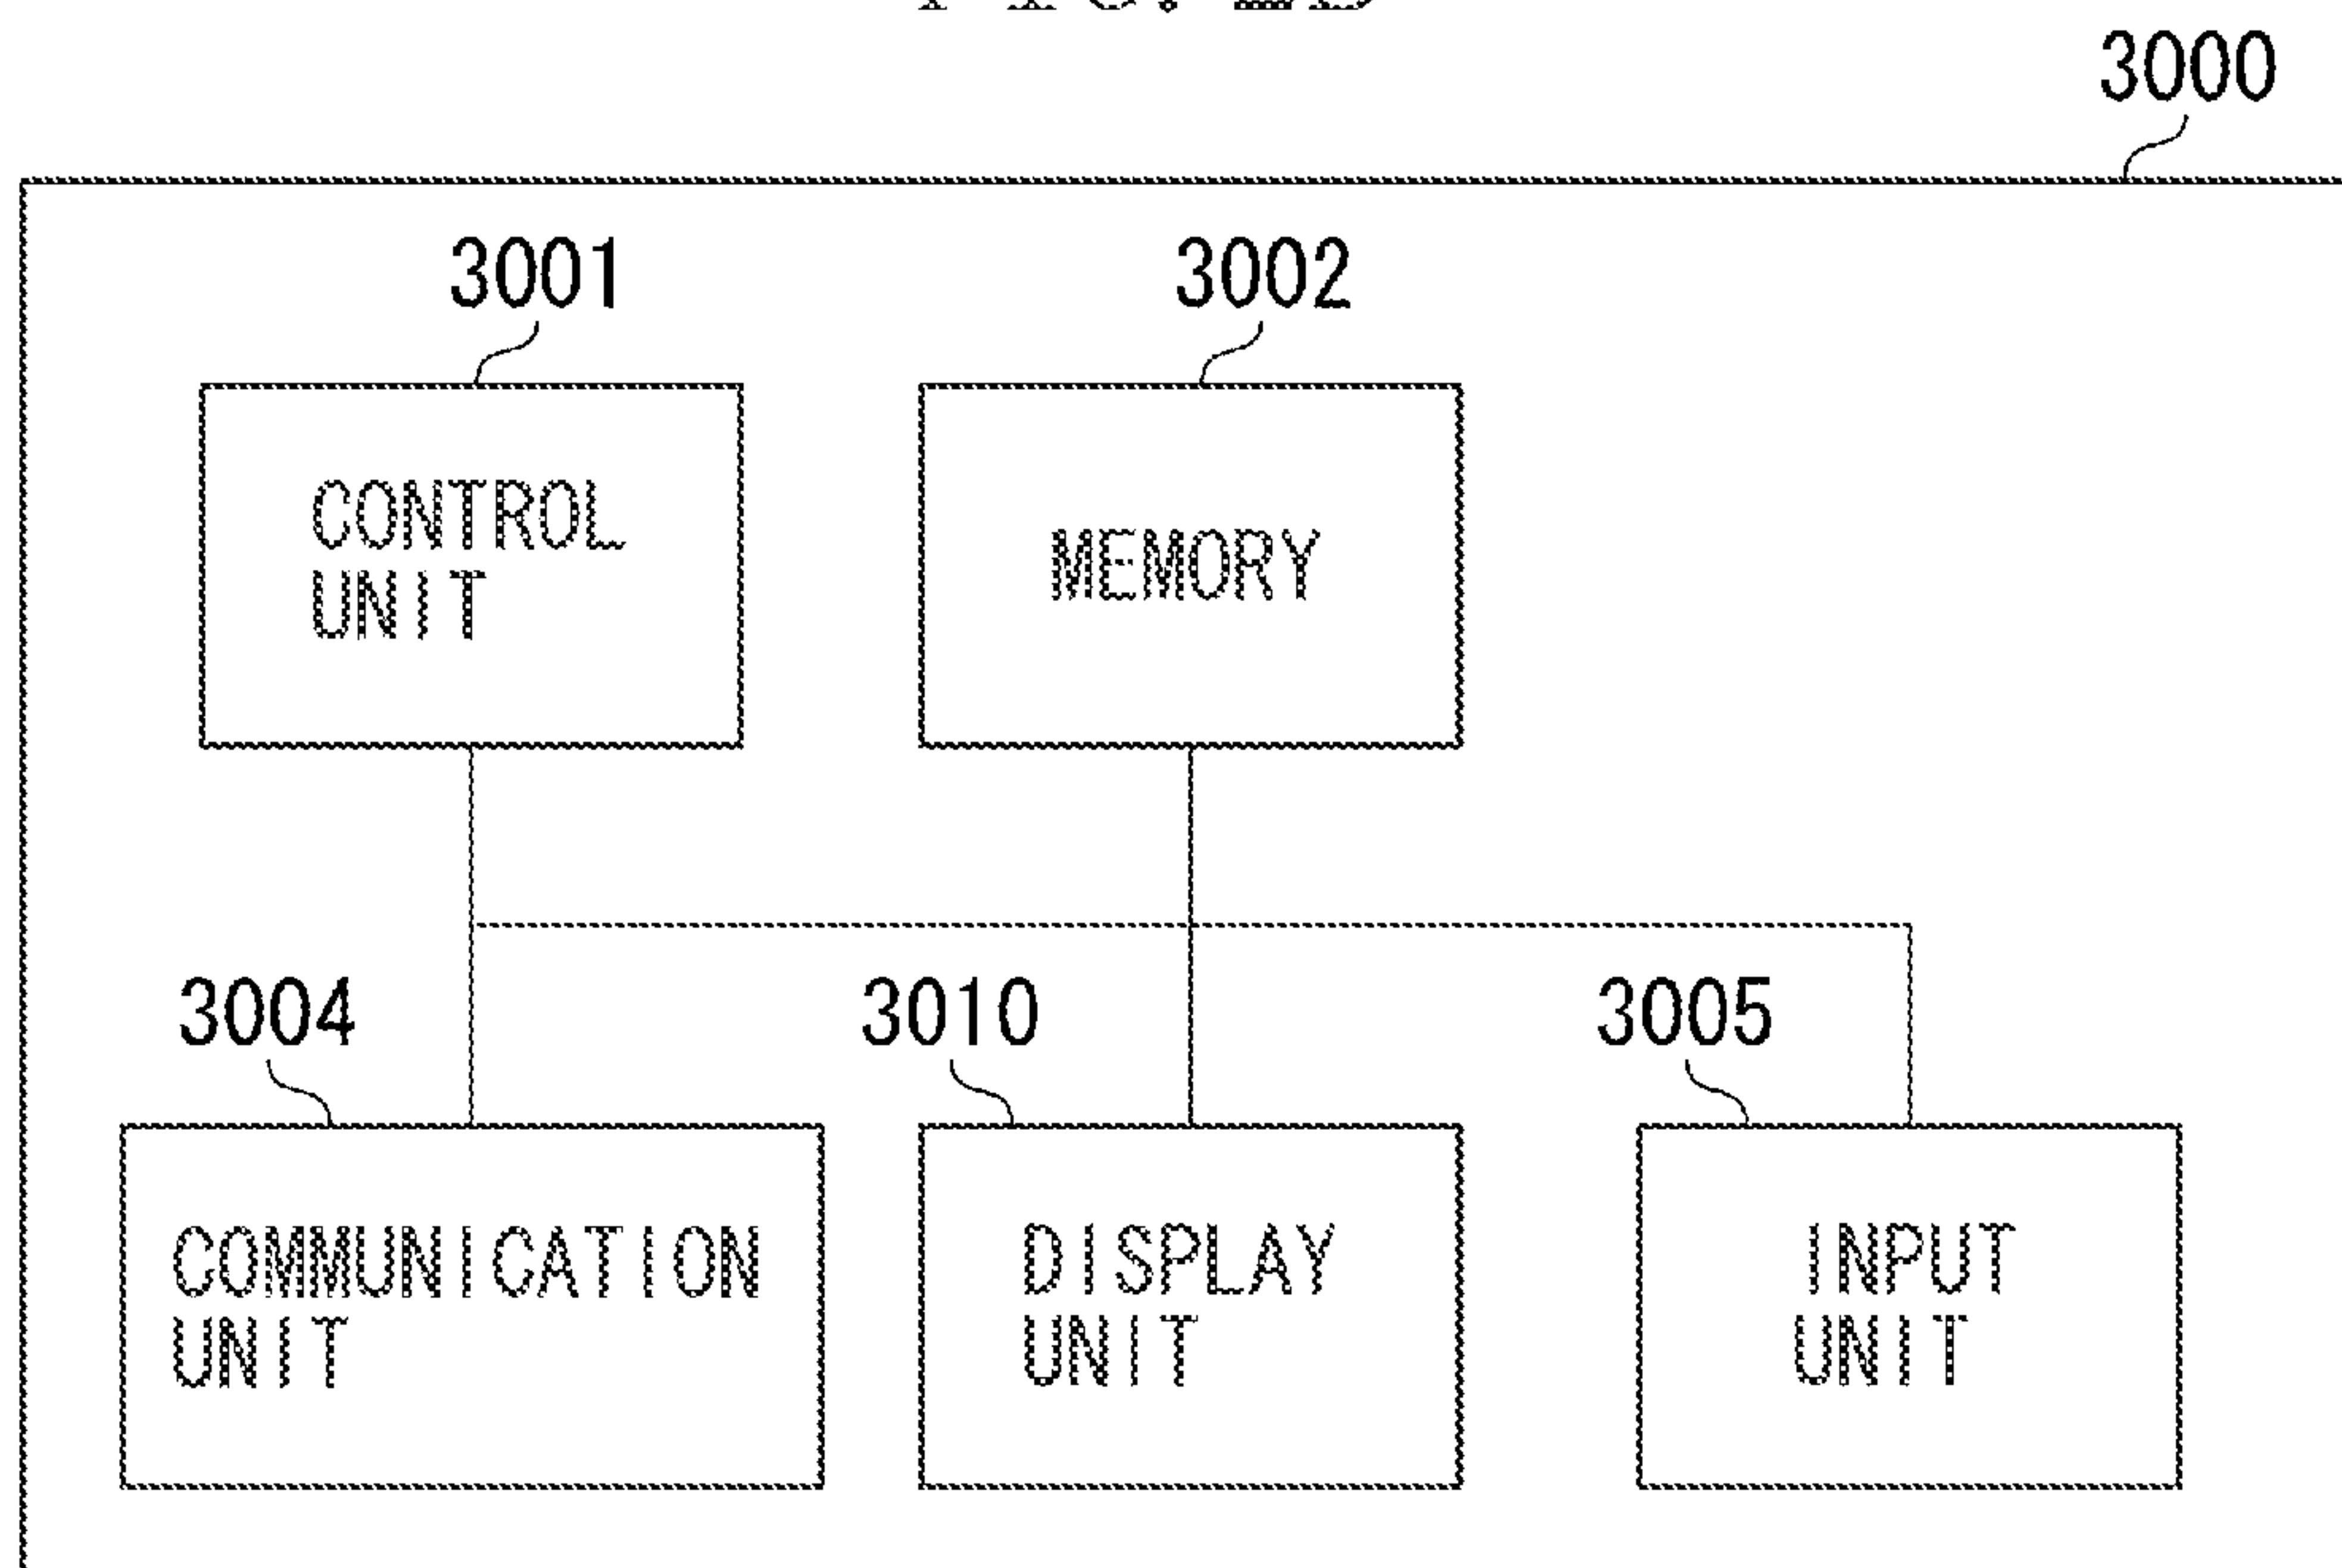 3000
3001
3002
CONTROL
UNIT
MEMORY
3004
3010
3005
COMMUNICATION
UNIT
DISPLAY
UNIT
INPUT
UNIT